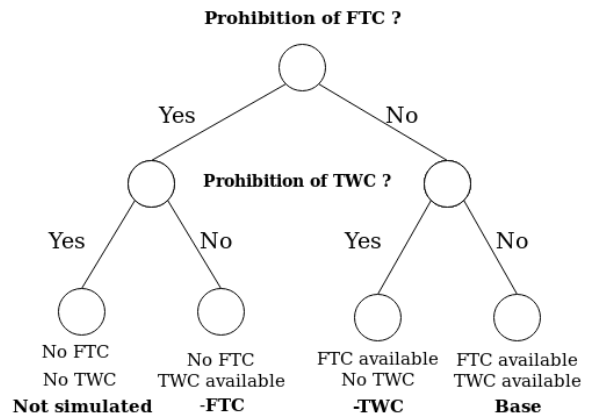 Prohibition of FTC ?
Yes
No
Prohibition of TWC ?
Yes
No
Yes
No
No FTC
No TWC
Not simulated
No FTC
TWC available
-FTC
FTC available
No TWC
-TWC
FTC available
TWC available
Base